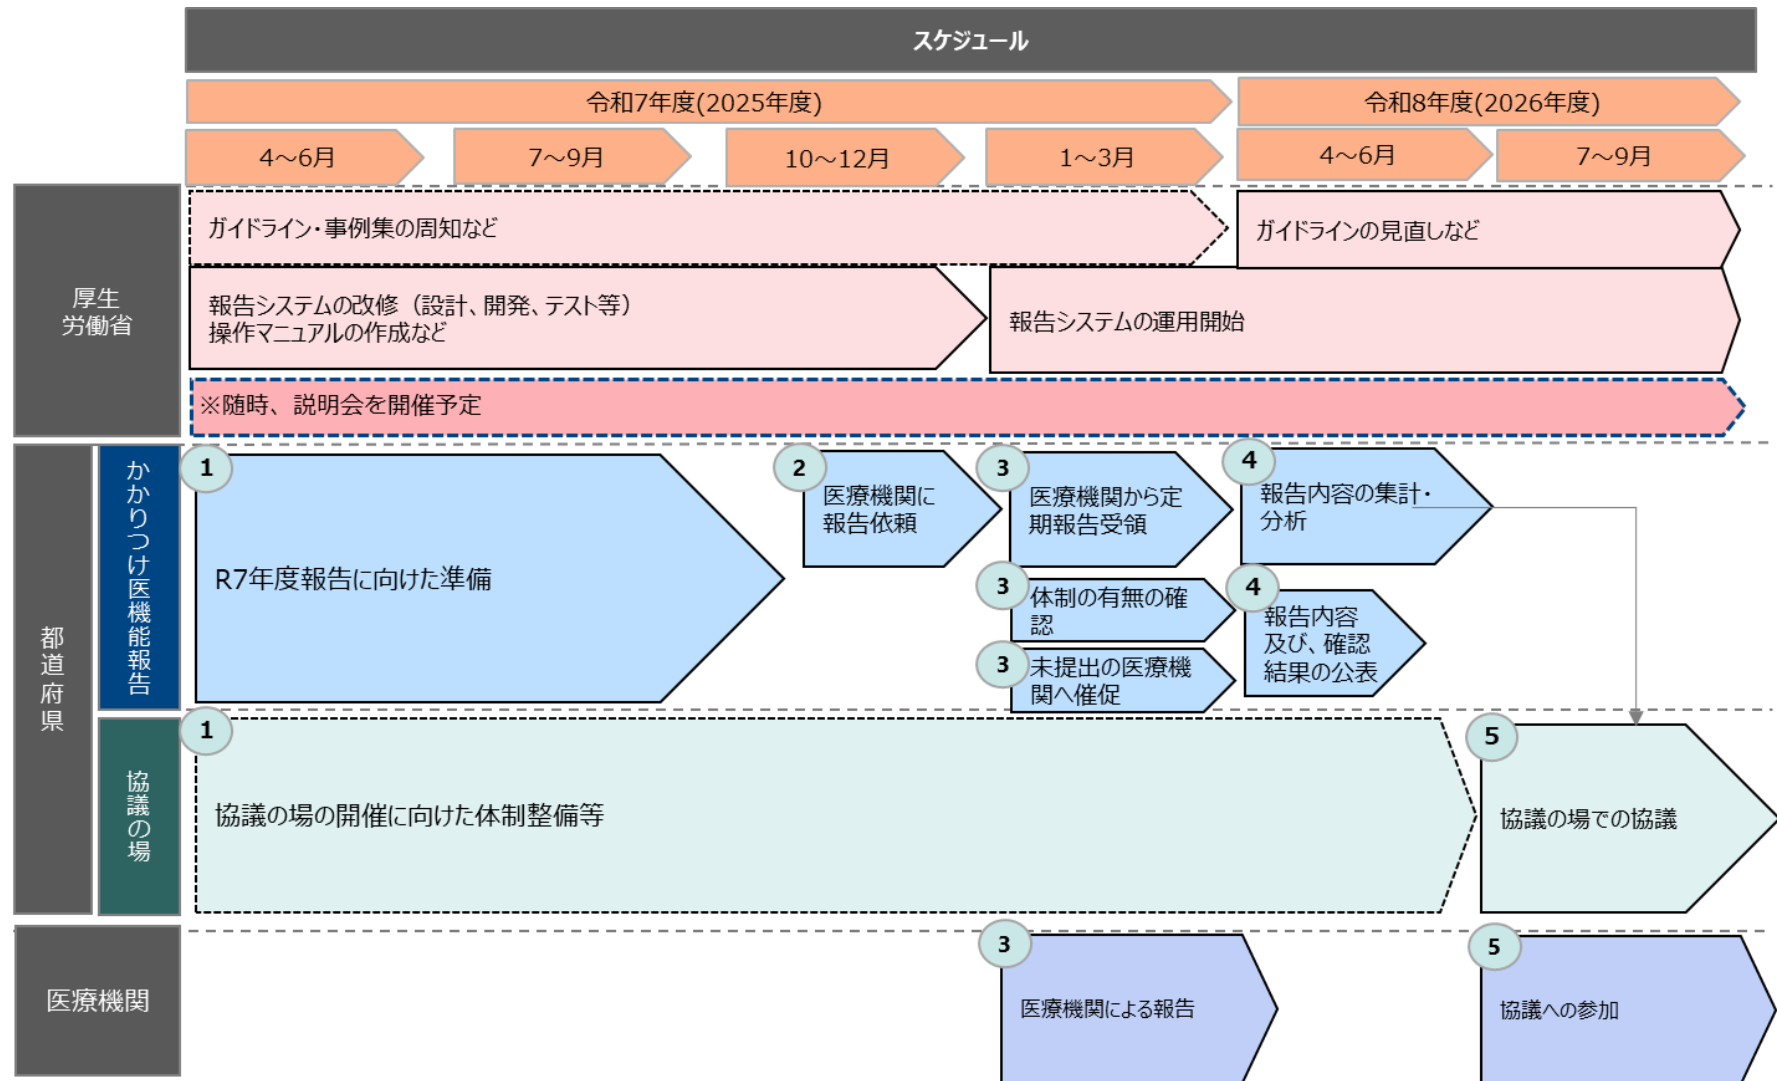 スケジュール
令和7年度(2025年度)
令和8年度(2026年度)
4～6月
7～9月
10～12月
1～3月
4～6月
7～9月
厚生
労働省
ガイドライン・事例集の周知など
ガイドラインの見直しなど
報告システムの改修（設計、開発、テスト等）
操作マニュアルの作成など
報告システムの運用開始
※随時、説明会を開催予定
都道府県
かかりつけ医機能報告
1
R7年度報告に向けた準備
2
医療機関に
報告依頼
3
医療機関から定
期報告受領
3
体制の有無の確
認
3
未提出の医療機
関へ催促
4
報告内容の集計・
分析
4
報告内容
及び、確認
結果の公表
協議の場
1
協議の場の開催に向けた体制整備等
5
協議の場での協議
医療機関
3
医療機関による報告
5
協議への参加